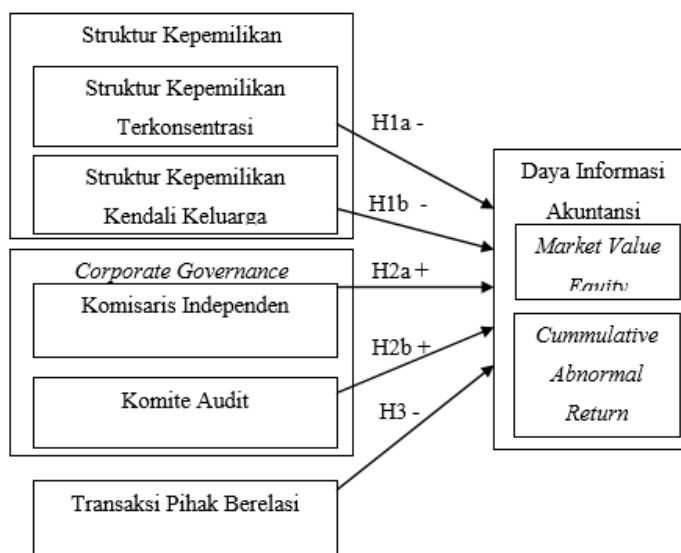 Struktur Kepemilikan
Struktur Kepemilikan
Terkonsentrasi
H1a -
Struktur Kepemilikan
Kendali Keluarga
H1b -
Corporate Governance
H2a +
Komisaris Independen
H2b +
Komite Audit
H3 -
Transaksi Pihak Berelasi
Daya Informasi
Akuntansi
Market Value
Equity
Cummulative
Abnormal
Return